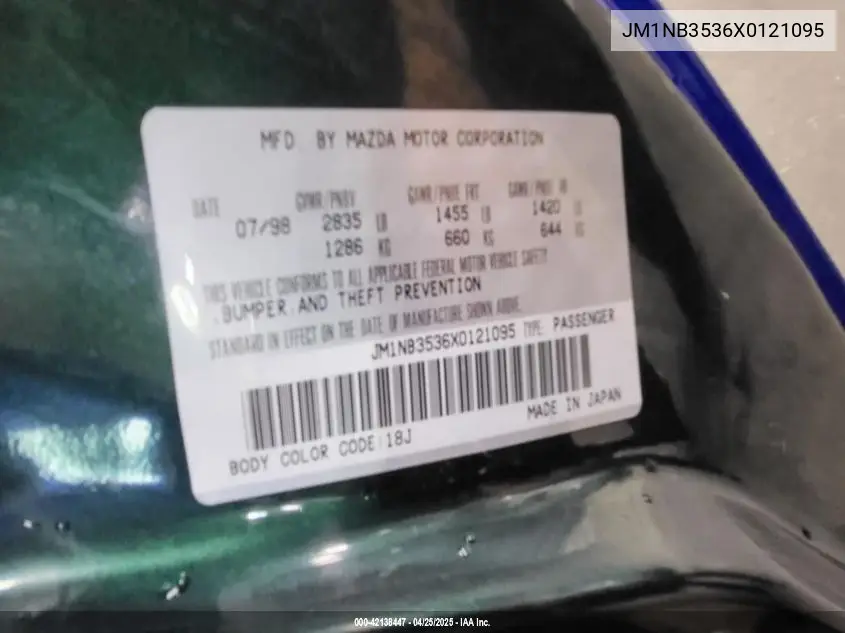 JM1NB3536X0121095
MFD. BY MAZDA MOTOR CORPORATION
DATE GVWR/PNBV GAWR/PNBE FRT GAWR/PNBE RR
07/98 2835 LB 1455 LB 1420 LB
1286 KG 660 KG 644 KG
THIS VEHICLE CONFORMS TO ALL APPLICABLE FEDERAL MOTOR VEHICLE SAFETY
,BUMPER,AND THEFT PREVENTION
STANDARD IN EFFECT ON THE DATE OF MANUFACTURE SHOWN ABOVE.
JM1NB3536X0121095 TYPE: PASSENGER
BODY COLOR CODE:18J MADE IN JAPAN
000-42138447 - 04/25/2025 - IAA Inc.